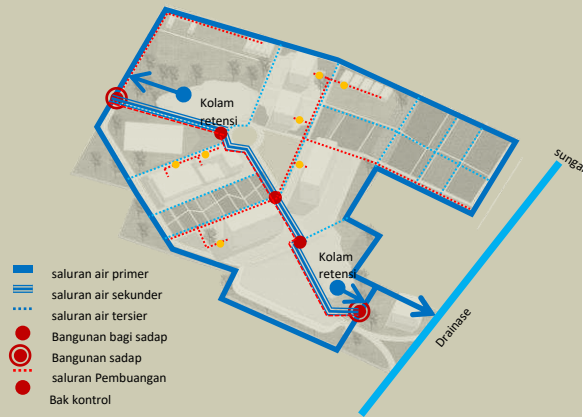 Kolam
retensi
sungai
Kolam
retensi
Drainase
saluran air primer
saluran air sekunder
saluran air tersier
Bangunan bagi sadap
Bangunan sadap
saluran Pembuangan
Bak kontrol